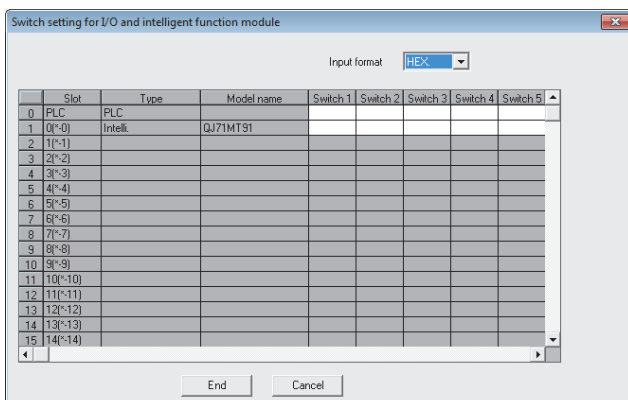 Switch setting for I/O and intelligent function module
Input format HEX.
Slot Type Model name Switch 1 Switch 2 Switch 3 Switch 4 Switch 5
0 PLC PLC
1 0(*-0) Intelli. QJ71MT91
2 1(*-1)
3 2(*-2)
4 3(*-3)
5 4(*-4)
6 5(*-5)
7 6(*-6)
8 7(*-7)
9 8(*-8)
10 9(*-9)
11 10(*-10)
12 11(*-11)
13 12(*-12)
14 13(*-13)
15 14(*-14)
End Cancel